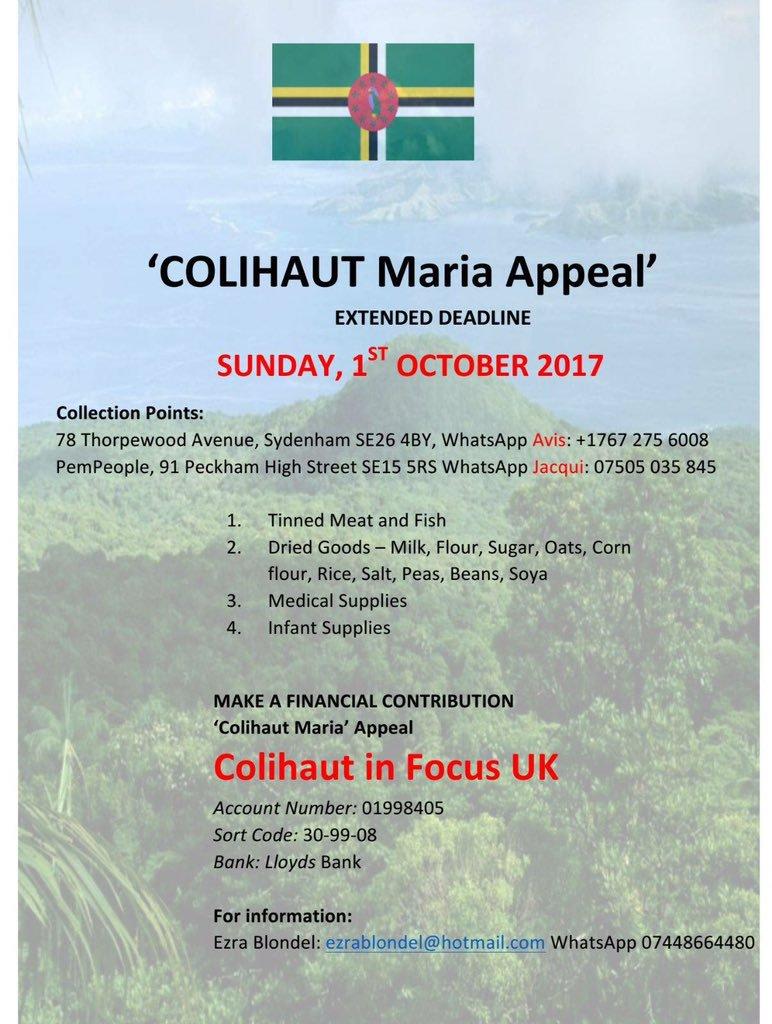 ‘COLIHAUT Maria Appeal’
EXTENDED DEADLINE
SUNDAY, 1ST OCTOBER 2017
Collection Points:
78 Thorpewood Avenue, Sydenham SE26 4BY, WhatsApp Avis: +1767 275 6008
PemPeople, 91 Peckham High Street SE15 5RS WhatsApp Jacqui: 07505 035 845
1. Tinned Meat and Fish
2. Dried Goods – Milk, Flour, Sugar, Oats, Corn
flour, Rice, Salt, Peas, Beans, Soya
3. Medical Supplies
4. Infant Supplies
MAKE A FINANCIAL CONTRIBUTION
‘Colihaut Maria’ Appeal
Colihaut in Focus UK
Account Number: 01998405
Sort Code: 30-99-08
Bank: Lloyds Bank
For information:
Ezra Blondel: ezrablondel@hotmail.com WhatsApp 07448664480